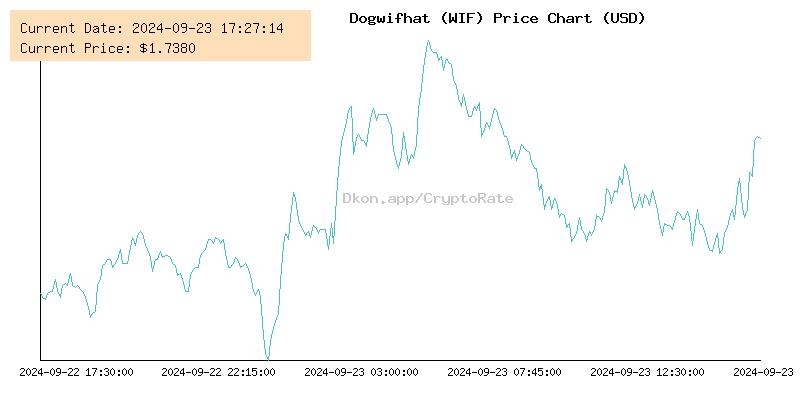 Dogwifhat (WIF) Price Chart (USD)
Current Date: 2024-09-23 17:27:14
Current Price: $1.7380
Dkon.app/CryptoRate
2024-09-22 17:30:00 2024-09-22 22:15:00 2024-09-23 03:00:00 2024-09-23 07:45:00 2024-09-23 12:30:00 2024-09-23